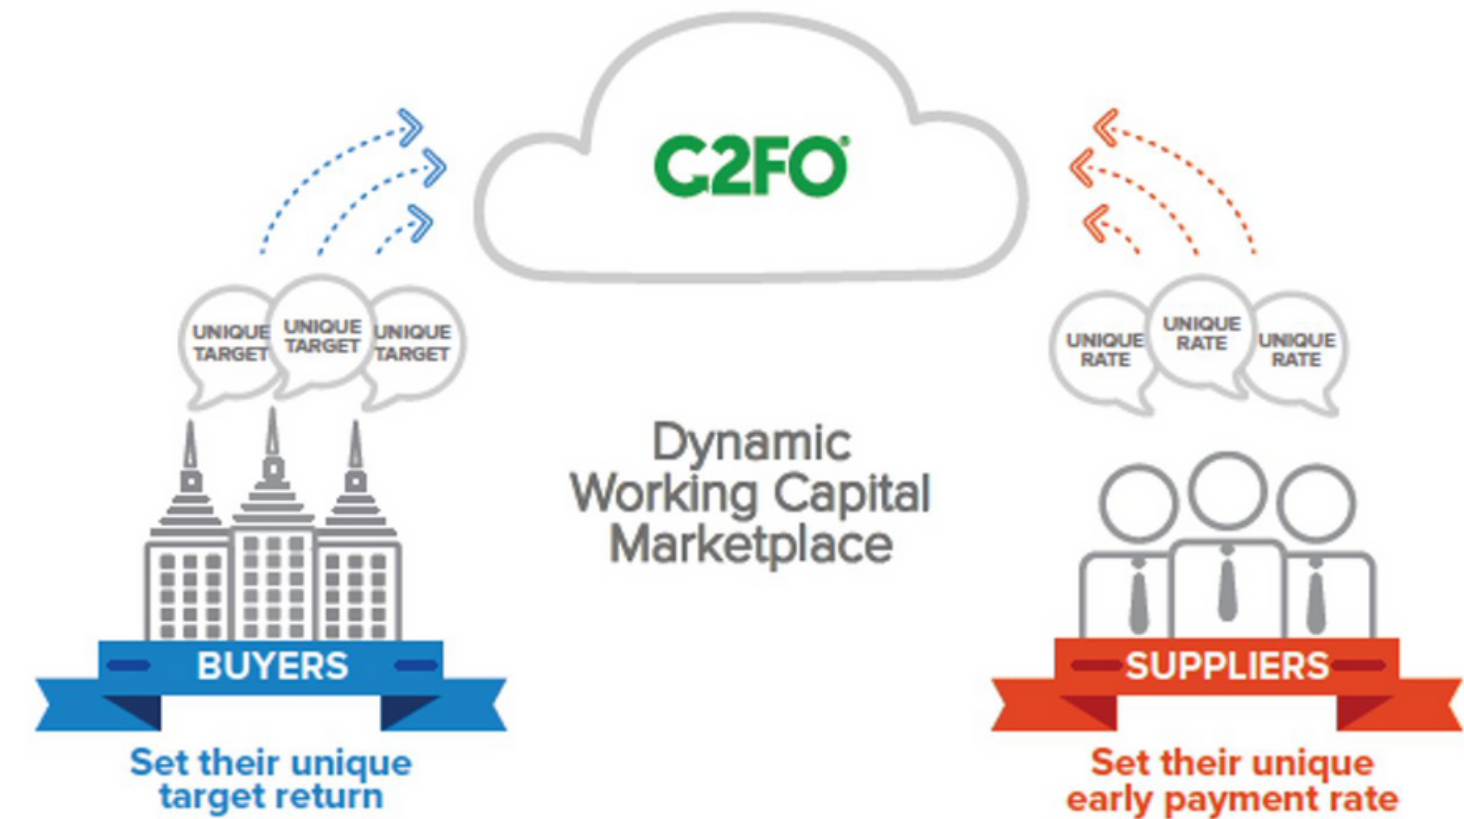 C2FO®
UNIQUE
TARGET
UNIQUE
TARGET
UNIQUE
TARGET
UNIQUE
RATE
UNIQUE
RATE
UNIQUE
RATE
Dynamic
Working Capital
Marketplace
BUYERS
Set their unique
target return
SUPPLIERS
Set their unique
early payment rate